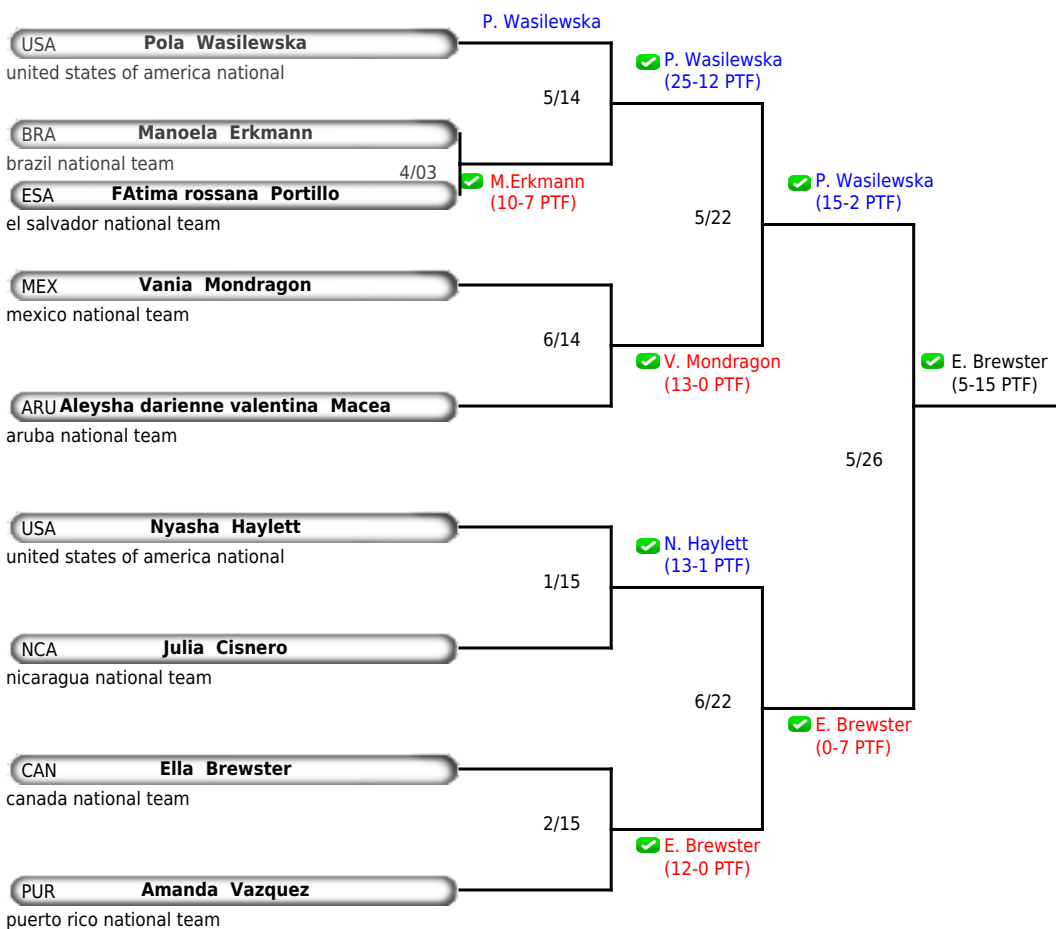 P. Wasilewska
USA Pola Wasilewska
united states of america national
P. Wasilewska
(25-12 PTF)
5/14
BRA Manoela Erkmann
brazil national team
4/03
M.Erkmann
(10-7 PTF)
ESA FAtima rossana Portillo
el salvador national team
P. Wasilewska
(15-2 PTF)
5/22
MEX Vania Mondragon
mexico national team
6/14
V. Mondragon
(13-0 PTF)
E. Brewster
(5-15 PTF)
ARU Aleysha darienne valentina Macea
aruba national team
5/26
USA Nyasha Haylett
united states of america national
N. Haylett
(13-1 PTF)
1/15
NCA Julia Cisnero
nicaragua national team
6/22
E. Brewster
(0-7 PTF)
CAN Ella Brewster
canada national team
2/15
E. Brewster
(12-0 PTF)
PUR Amanda Vazquez
puerto rico national team